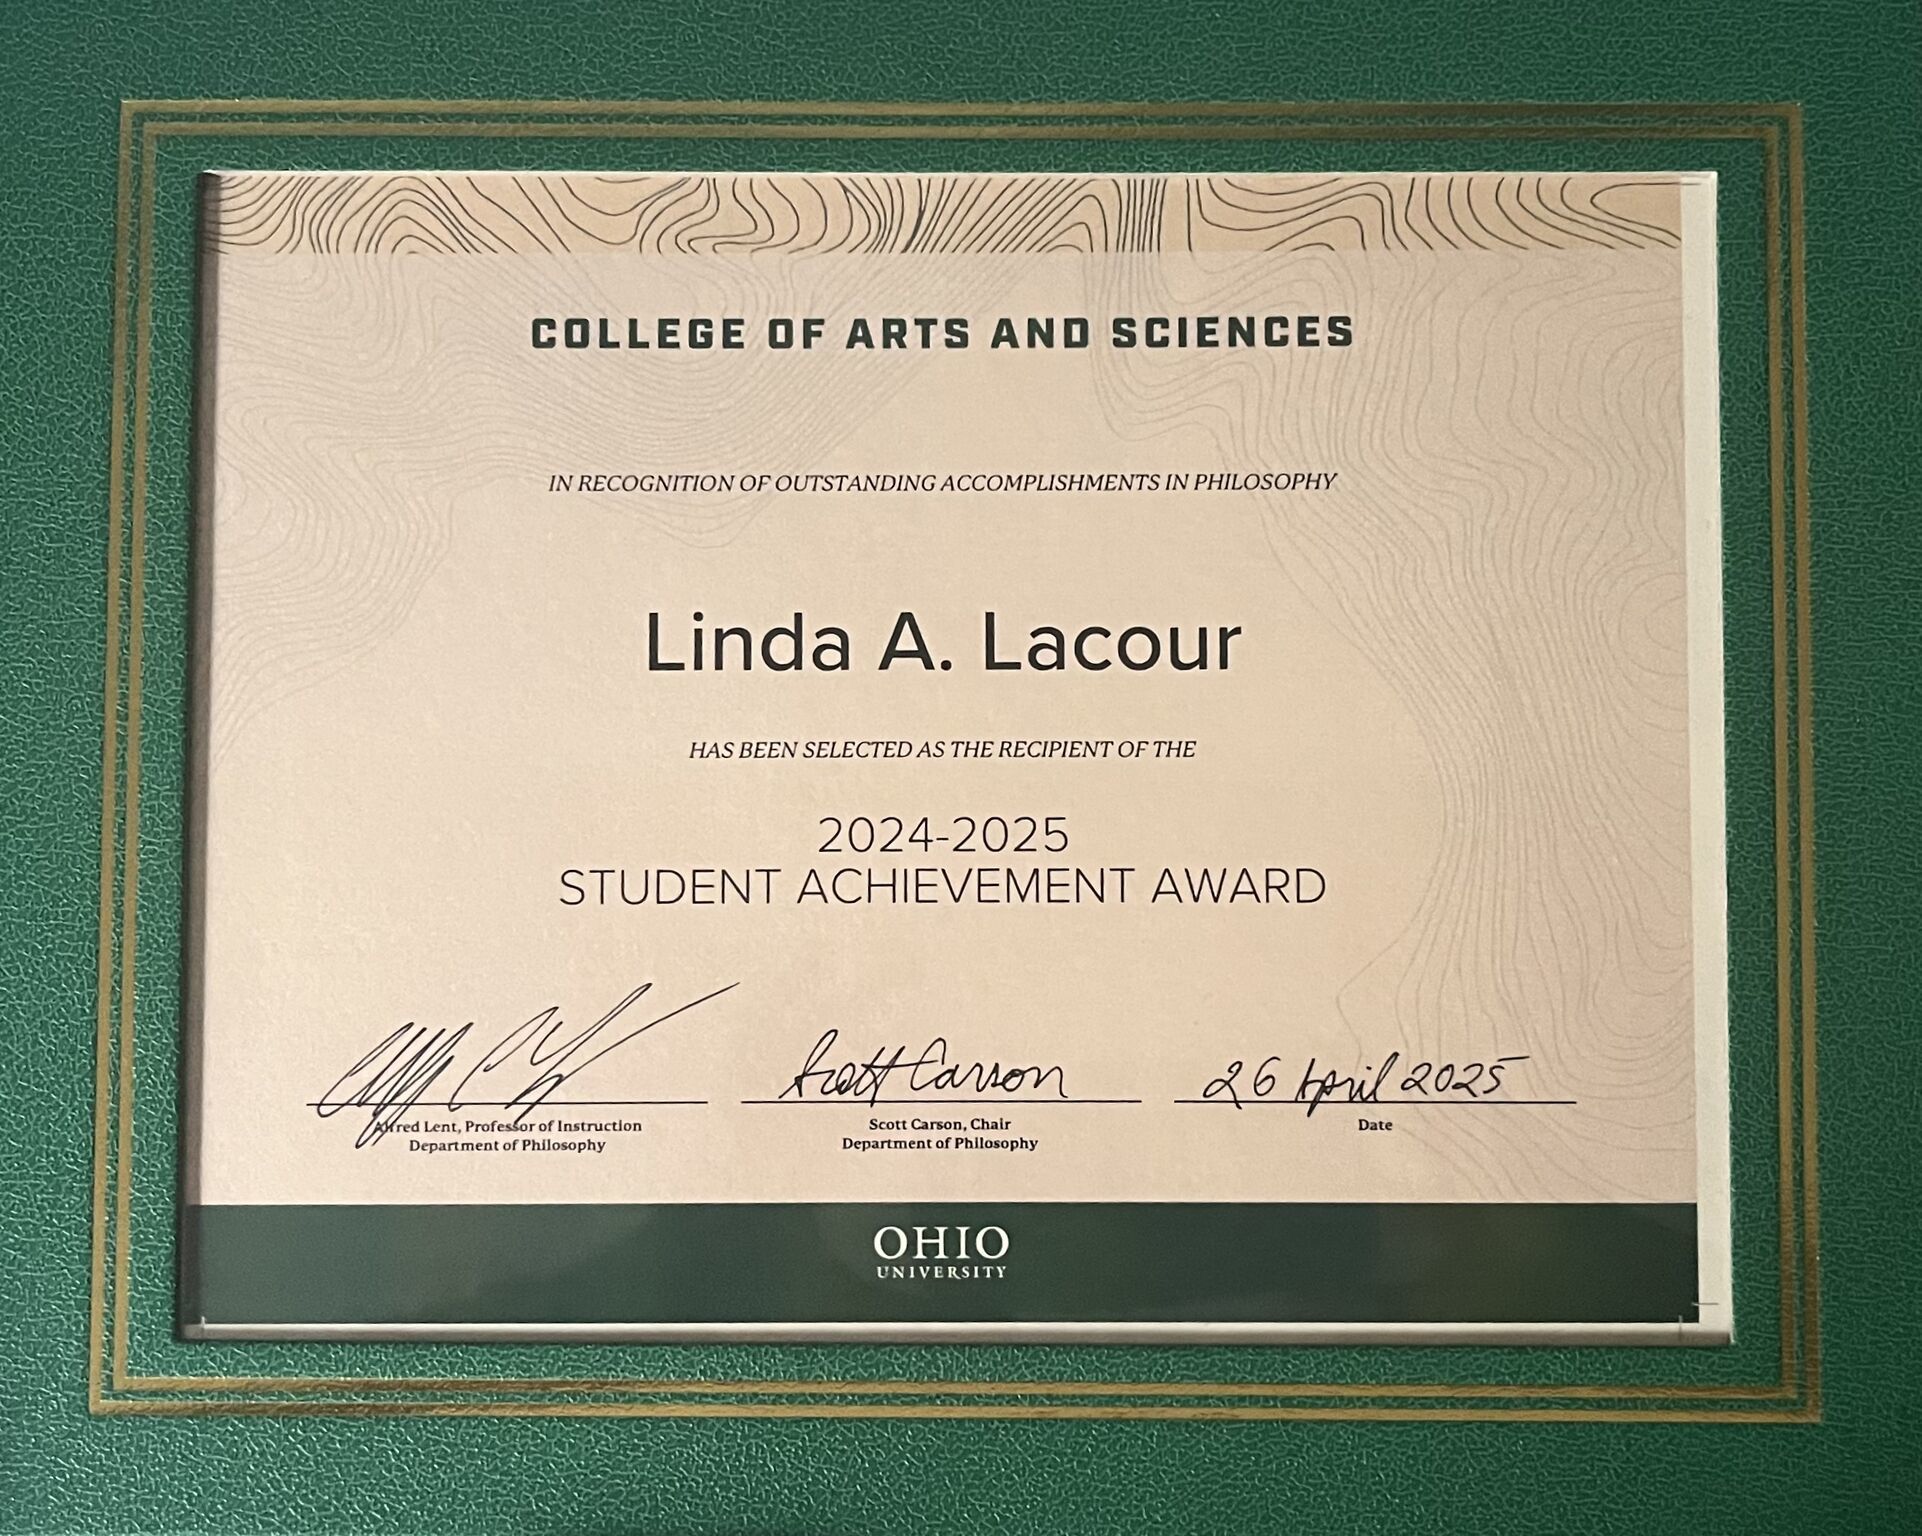 COLLEGE OF ARTS AND SCIENCES
IN RECOGNITION OF OUTSTANDING ACCOMPLISHMENTS IN PHILOSOPHY
Linda A. Lacour
HAS BEEN SELECTED AS THE RECIPIENT OF THE
2024-2025
STUDENT ACHIEVEMENT AWARD
Scott Carson
26 April 2025
Alfred Lent, Professor of Instruction
Department of Philosophy
Scott Carson, Chair
Department of Philosophy
Date
OHIO
UNIVERSITY